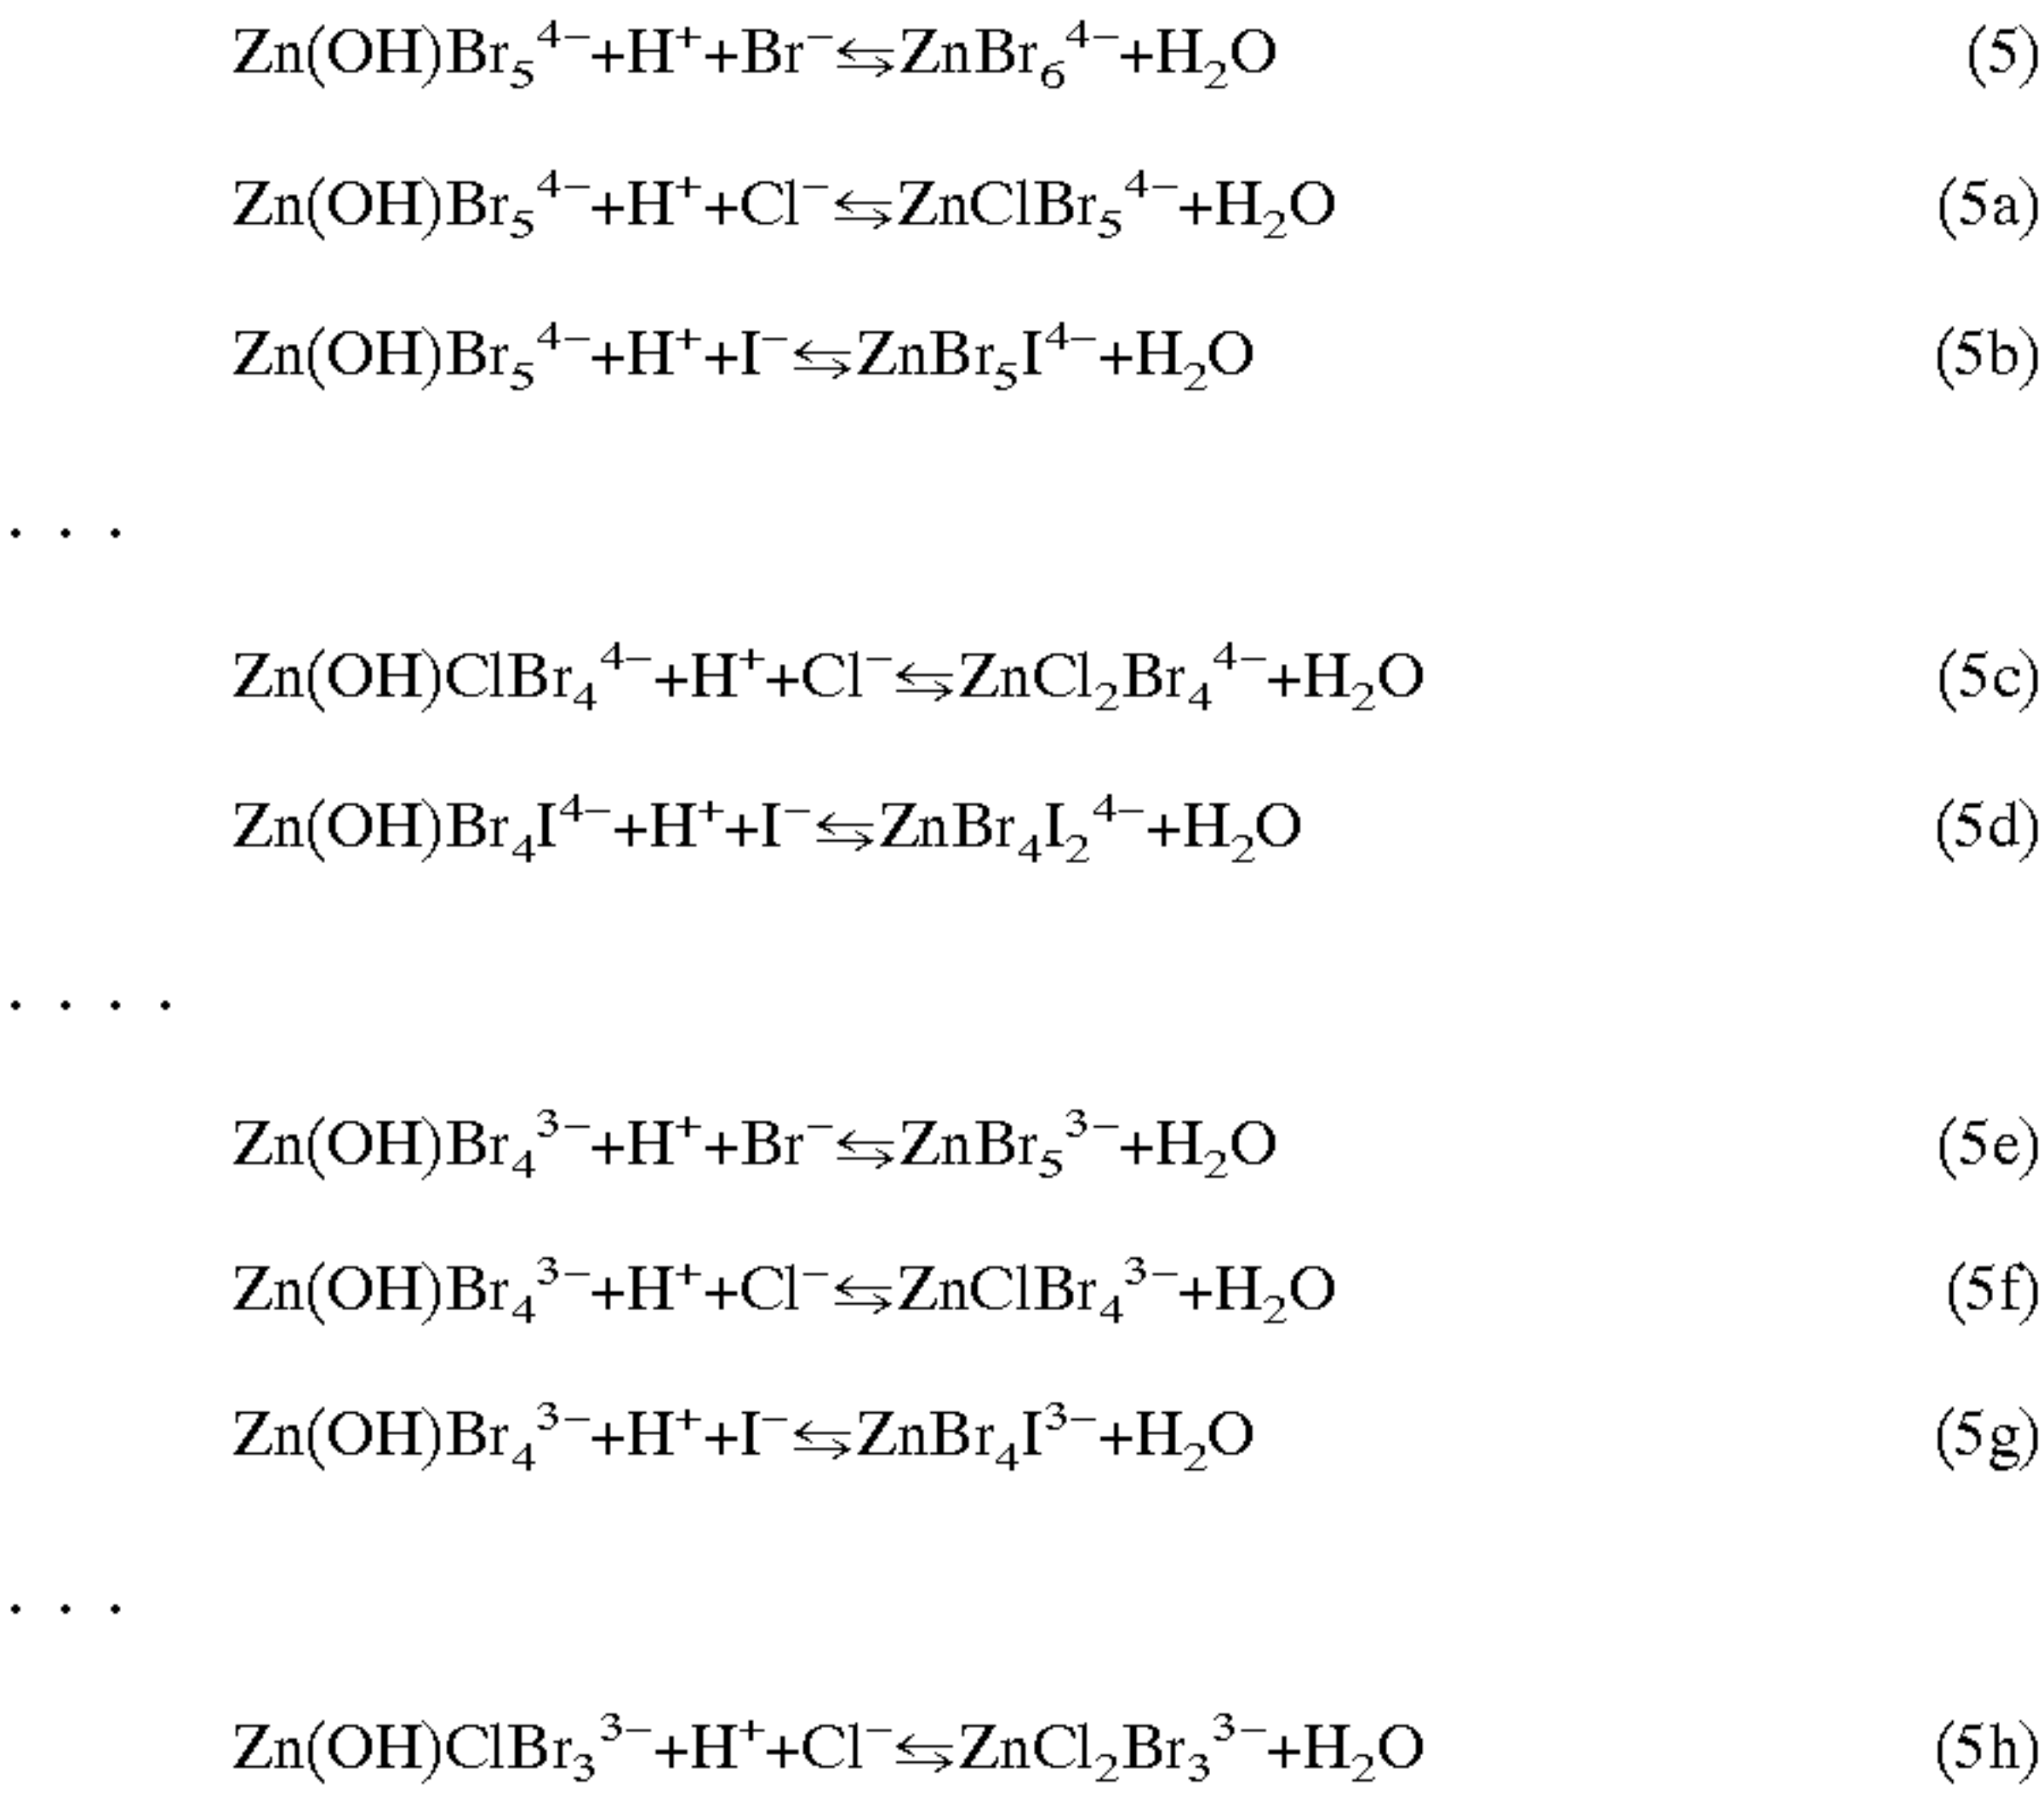 Zn(OH)Br₅⁴⁻+H⁺+Br⁻⇆ZnBr₆⁴⁻+H₂O (5)
Zn(OH)Br₅⁴⁻+H⁺+Cl⁻⇆ZnClBr₅⁴⁻+H₂O (5a)
Zn(OH)Br₅⁴⁻+H⁺+I⁻⇆ZnBr₅I⁴⁻+H₂O (5b)
. . .
Zn(OH)ClBr₄⁴⁻+H⁺+Cl⁻⇆ZnCl₂Br₄⁴⁻+H₂O (5c)
Zn(OH)Br₄I⁴⁻+H⁺+I⁻⇆ZnBr₄I₂⁴⁻+H₂O (5d)
. . . .
Zn(OH)Br₄³⁻+H⁺+Br⁻⇆ZnBr₅³⁻+H₂O (5e)
Zn(OH)Br₄³⁻+H⁺+Cl⁻⇆ZnClBr₄³⁻+H₂O (5f)
Zn(OH)Br₄³⁻+H⁺+I⁻⇆ZnBr₄I³⁻+H₂O (5g)
. . .
Zn(OH)ClBr₃³⁻+H⁺+Cl⁻⇆ZnCl₂Br₃³⁻+H₂O (5h)